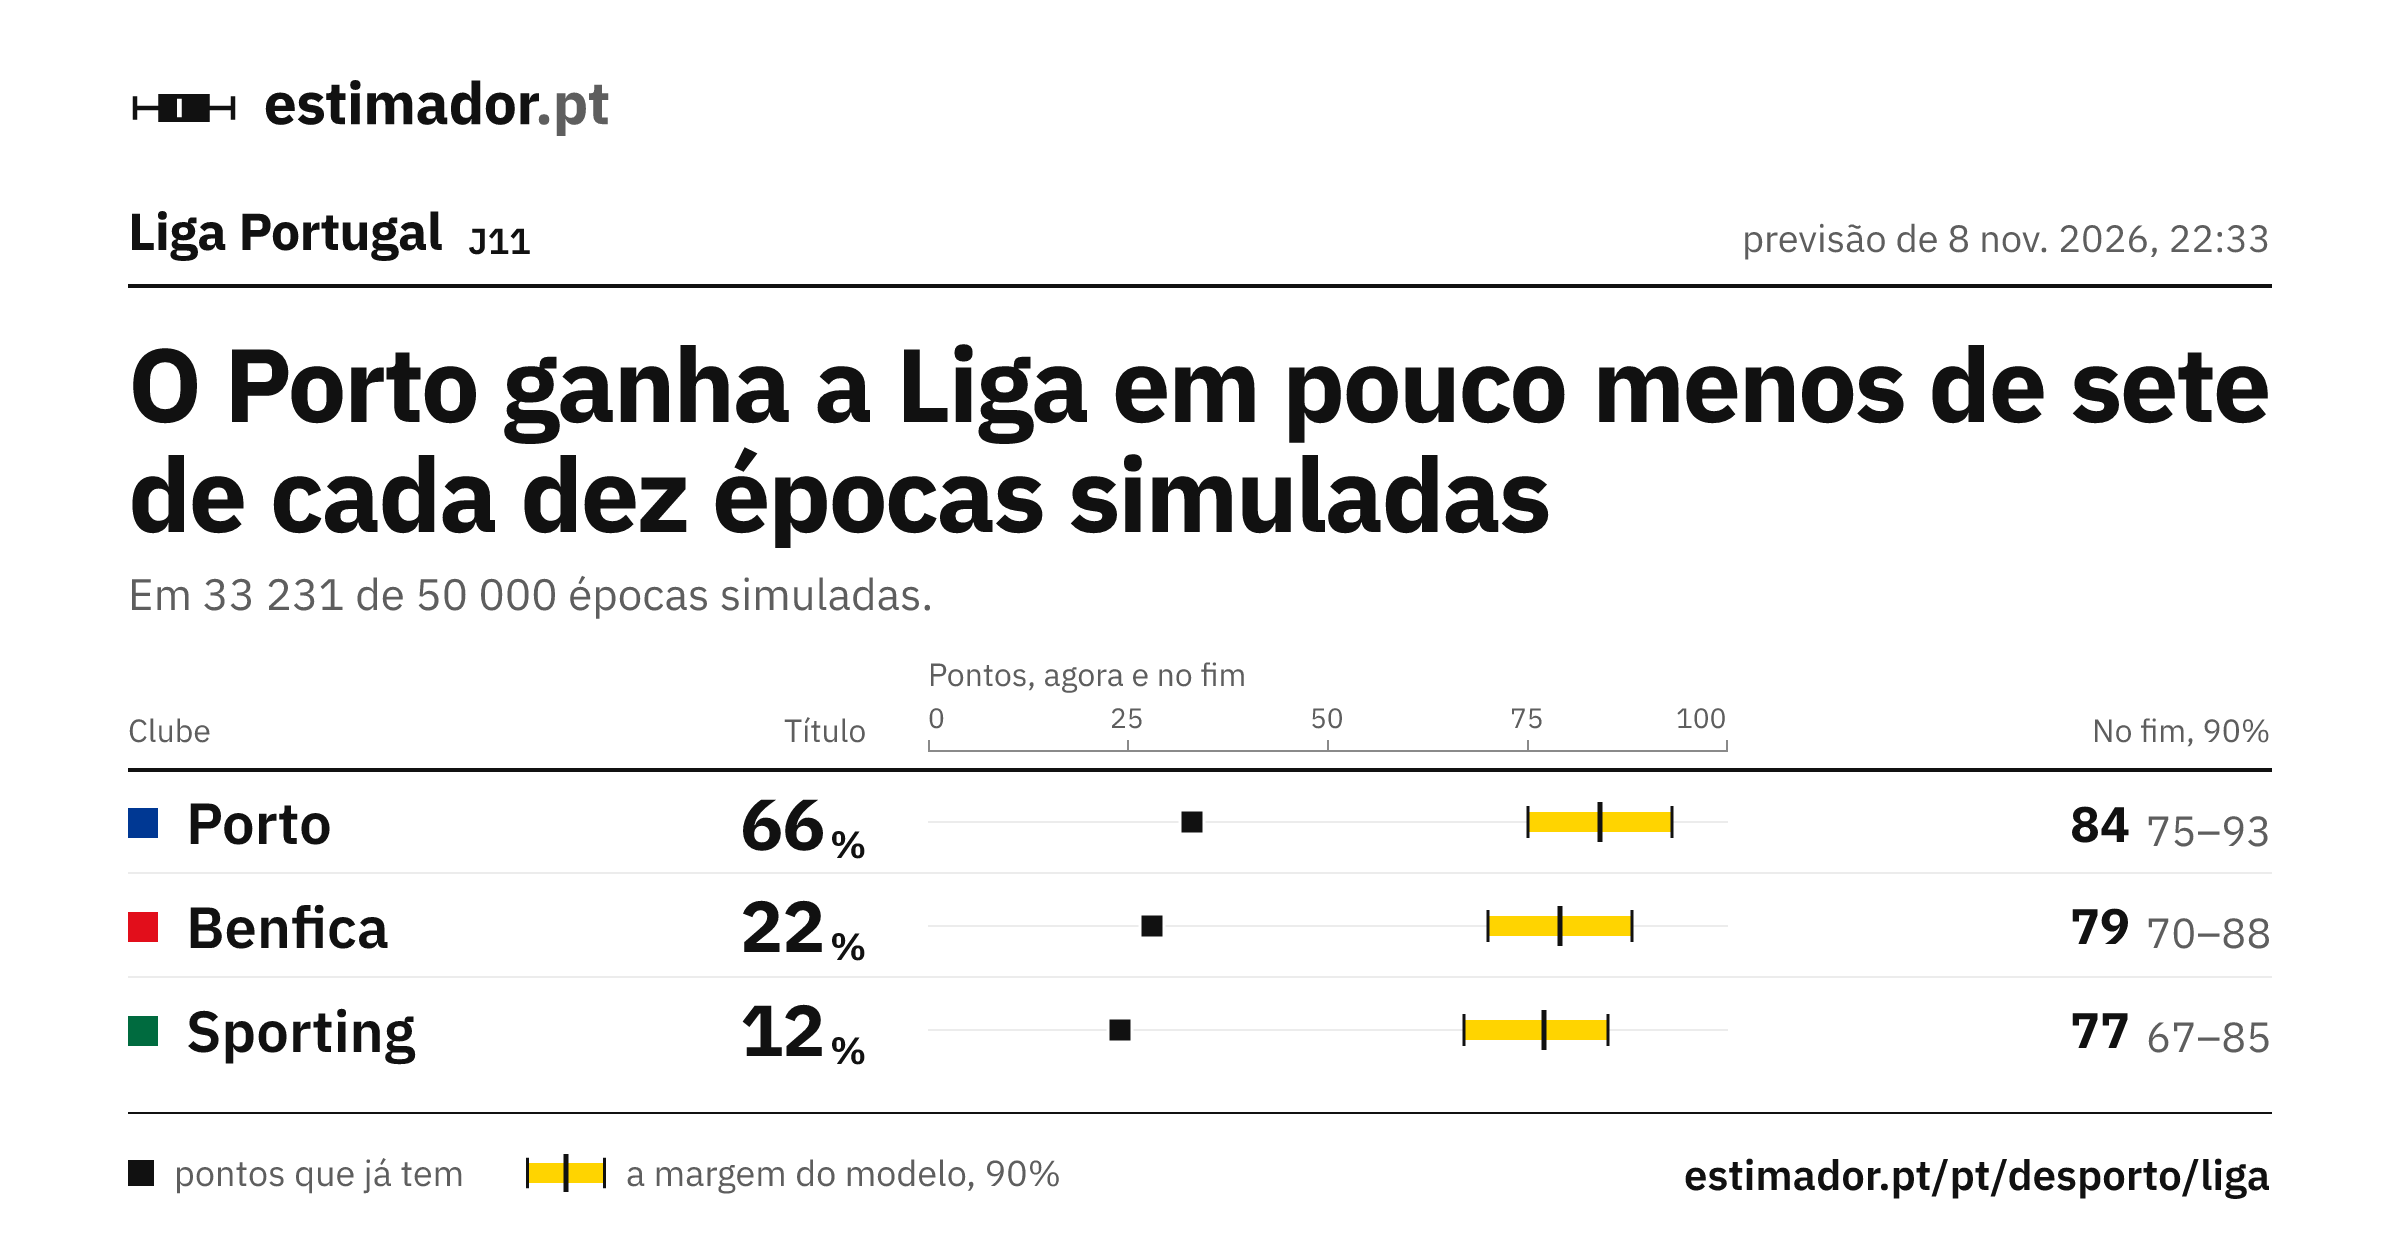 estimador.pt
Liga Portugal J11
previsão de 8 nov. 2026, 22:33
O Porto ganha a Liga em pouco menos de sete
de cada dez épocas simuladas
Em 33 231 de 50 000 épocas simuladas.
Pontos, agora e no fim
Clube Título 0 25 50 75 100 No fim, 90%
Porto 66% 84 75–93
Benfica 22% 79 70–88
Sporting 12% 77 67–85
pontos que já tem a margem do modelo, 90% estimador.pt/pt/desporto/liga